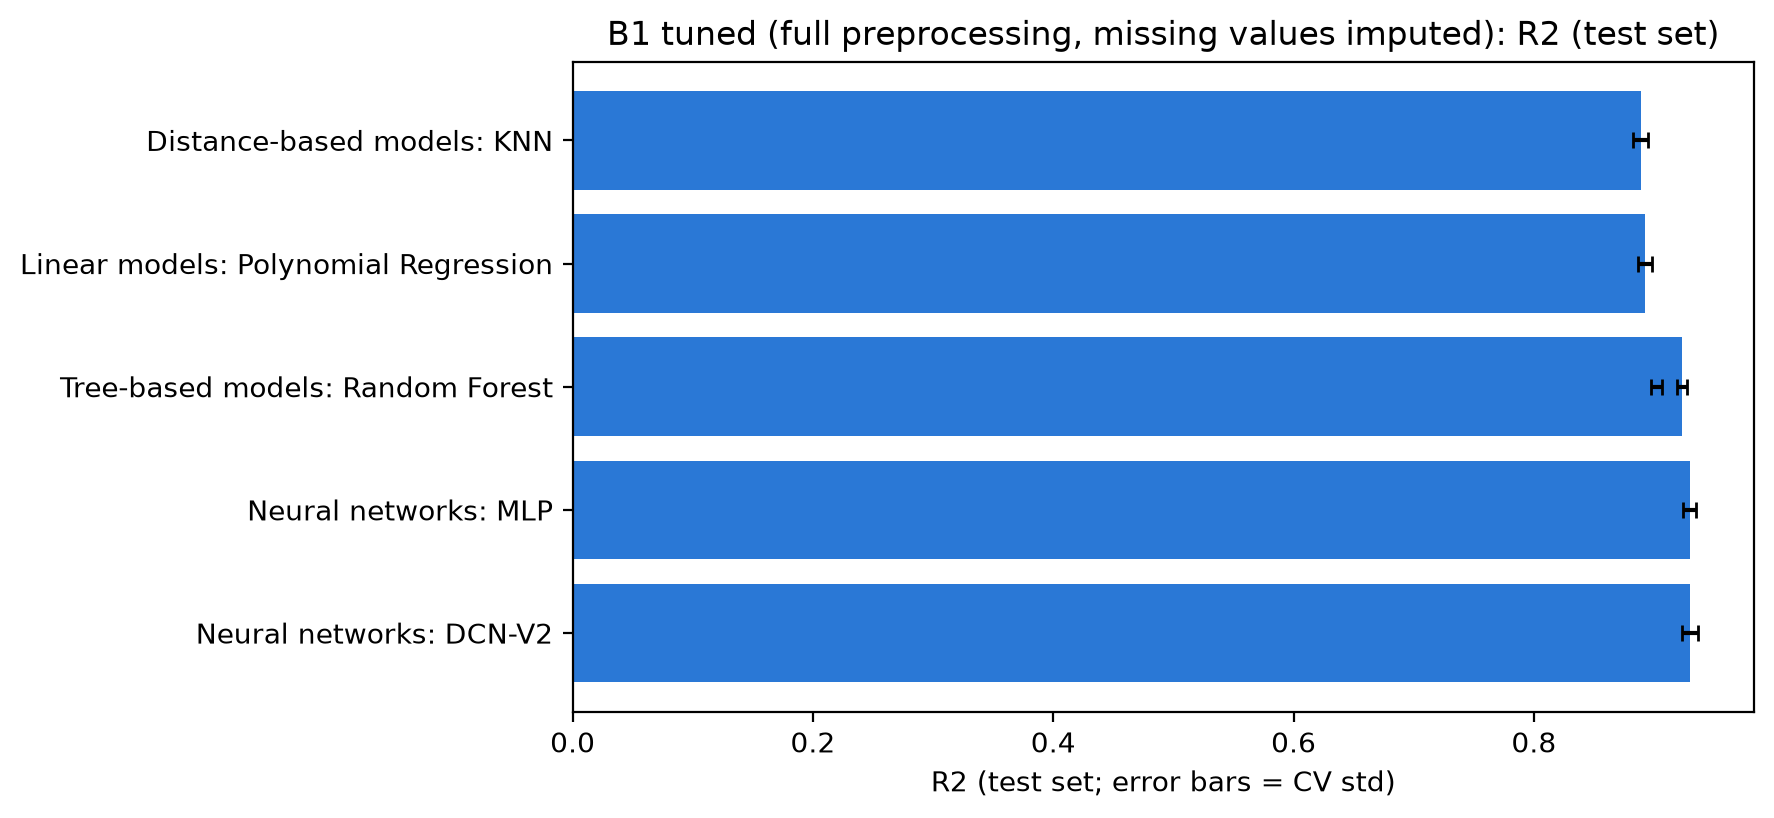 B1 tuned (full preprocessing, missing values imputed): R2 (test set)
Distance-based models: KNN
Linear models: Polynomial Regression
Tree-based models: Random Forest
Neural networks: MLP
Neural networks: DCN-V2
0.0 0.2 0.4 0.6 0.8
R2 (test set; error bars = CV std)